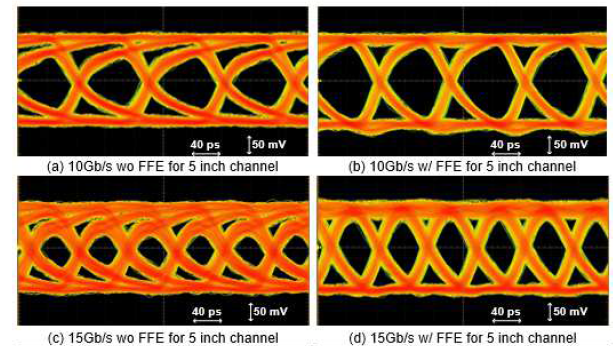 40 ps 50 mV 40 ps 50 mV
(a) 10Gb/s wo FFE for 5 inch channel (b) 10Gb/s w/ FFE for 5 inch channel
40 ps 50 mV 40 ps 50 mV
(c) 15Gb/s wo FFE for 5 inch channel (d) 15Gb/s w/ FFE for 5 inch channel